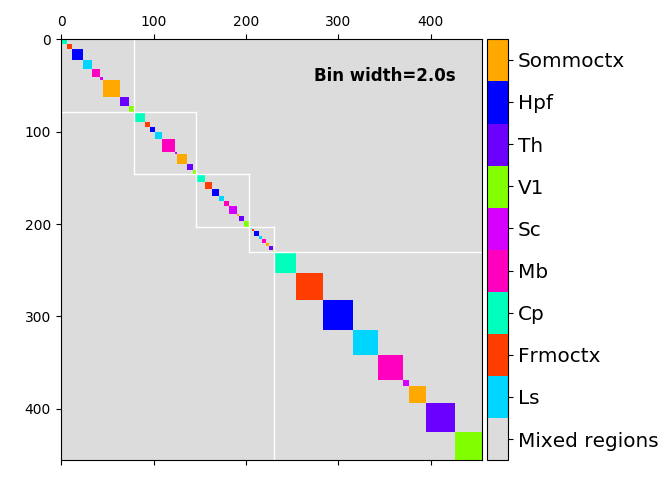 0 100 200 300 400
0
100
200
300
400
Bin width=2.0s
Sommoctx
Hpf
Th
V1
Sc
Mb
Cp
Frmoctx
Ls
Mixed regions